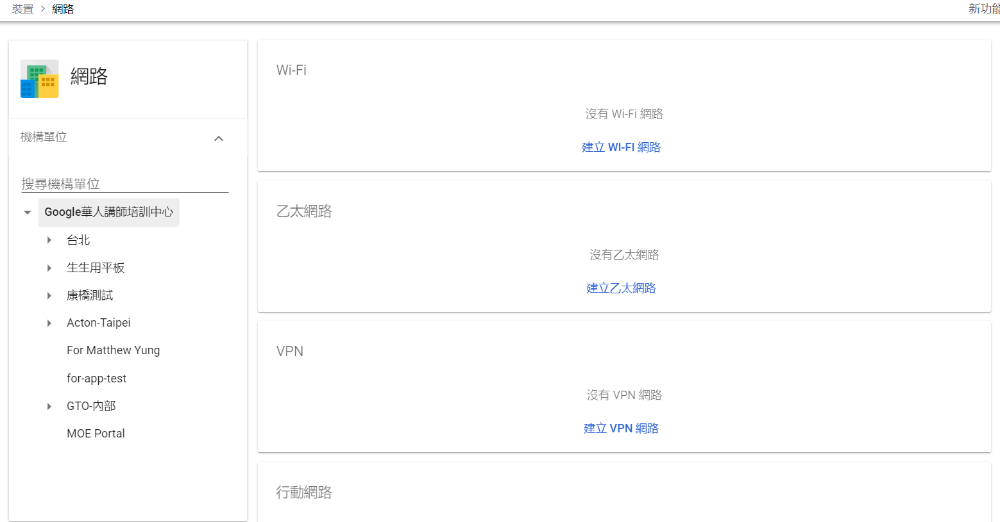 裝置 > 網路
新功能
網路
機構單位
搜尋機構單位
Google華人講師培訓中心
台北
生生用平板
康橋測試
Acton-Taipei
For Matthew Yung
for-app-test
GTO-內部
MOE Portal
Wi-Fi
沒有 Wi-Fi 網路
建立 WI-FI 網路
乙太網路
沒有乙太網路
建立乙太網路
VPN
沒有 VPN 網路
建立 VPN 網路
行動網路